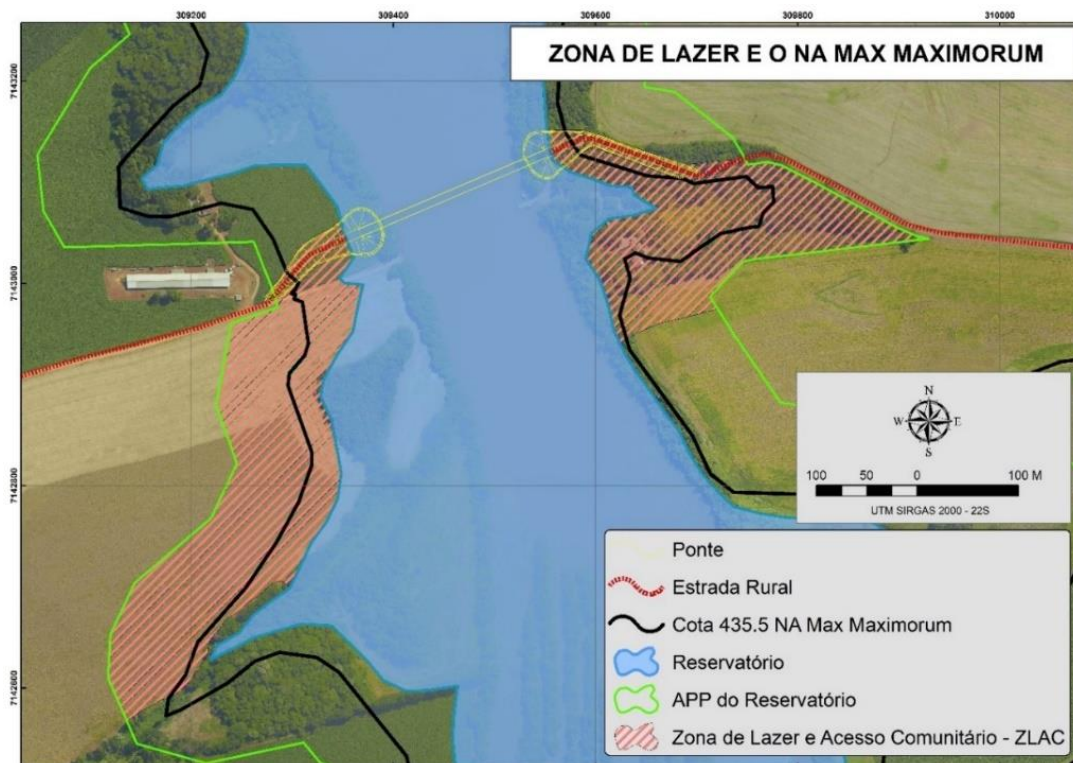 309200
309400
309600
309800
310000
ZONA DE LAZER E O NA MAX MAXIMORUM
7143200
7143000
7142800
7142600
N
W
E
S
100 50 0 100 M
UTM SIRGAS 2000 - 22S
Ponte
Estrada Rural
Cota 435.5 NA Max Maximorum
Reservatório
APP do Reservatório
Zona de Lazer e Acesso Comunitário - ZLAC